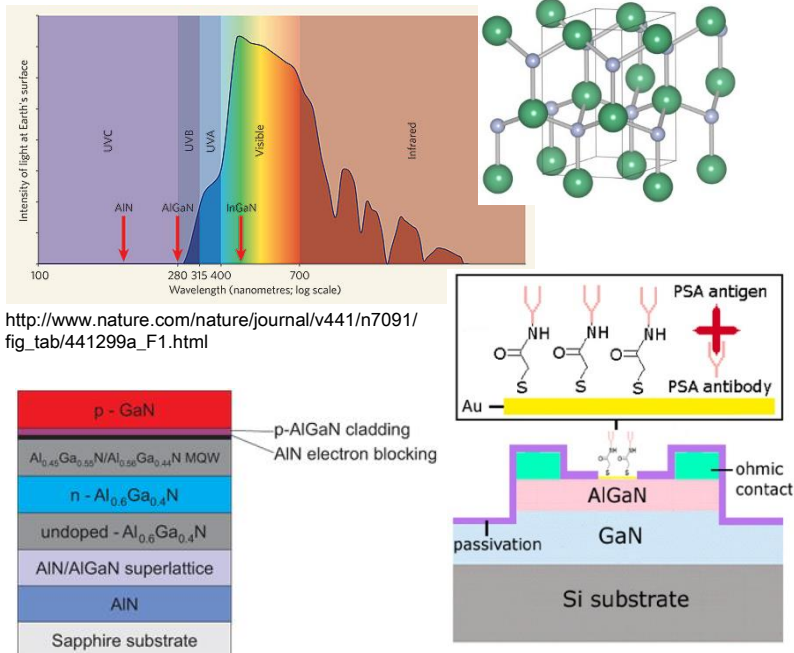 Intensity of light at Earth's surface
UVC
UVB
UVA
Visible
Infrared
AlN
AlGaN
InGaN
100
280 315 400
700
Wavelength (nanometres; log scale)
http://www.nature.com/nature/journal/v441/n7091/
fig_tab/441299a_F1.html
PSA antigen
NH
NH
NH
O
O
O
S
S
S
PSA antibody
Au
p - GaN
p-AlGaN cladding
AlN electron blocking
Al0.45Ga0.55N/Al0.56Ga0.44N MQW
n - Al0.6Ga0.4N
undoped - Al0.6Ga0.4N
AlN/AlGaN superlattice
AlN
Sapphire substrate
ohmic
contact
AlGaN
passivation
GaN
Si substrate